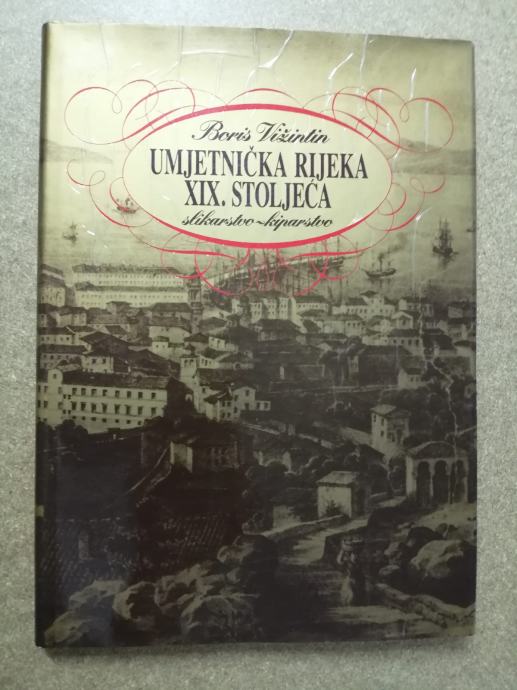 Boris Vižintin
UMJETNIČKA RIJEKA
XIX. STOLJEĆA
slikarstvo~kiparstvo